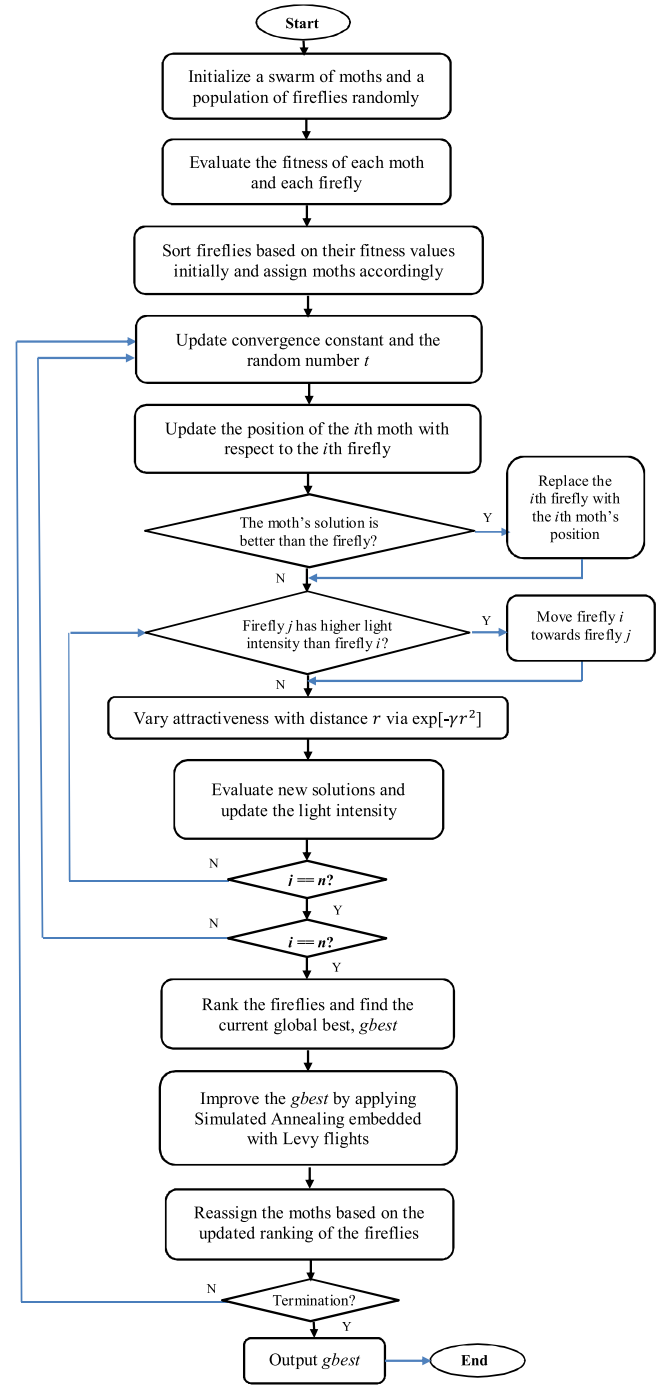 Start
Initialize a swarm of moths and a
population of fireflies randomly
Evaluate the fitness of each moth
and each firefly
Sort fireflies based on their fitness values
initially and assign moths accordingly
Update convergence constant and the
random number t
Update the position of the ith moth with
respect to the ith firefly
The moth's solution is
better than the firefly?
Y
Replace the
ith firefly with
the ith moth's
position
N
Firefly j has higher light
intensity than firefly i?
Y
Move firefly i
towards firefly j
N
Vary attractiveness with distance r via exp[-γr²]
Evaluate new solutions and
update the light intensity
N
j == n?
Y
N
i == n?
Y
Rank the fireflies and find the
current global best, gbest
Improve the gbest by applying
Simulated Annealing embedded
with Levy flights
Reassign the moths based on the
updated ranking of the fireflies
N
Termination?
Y
Output gbest
End